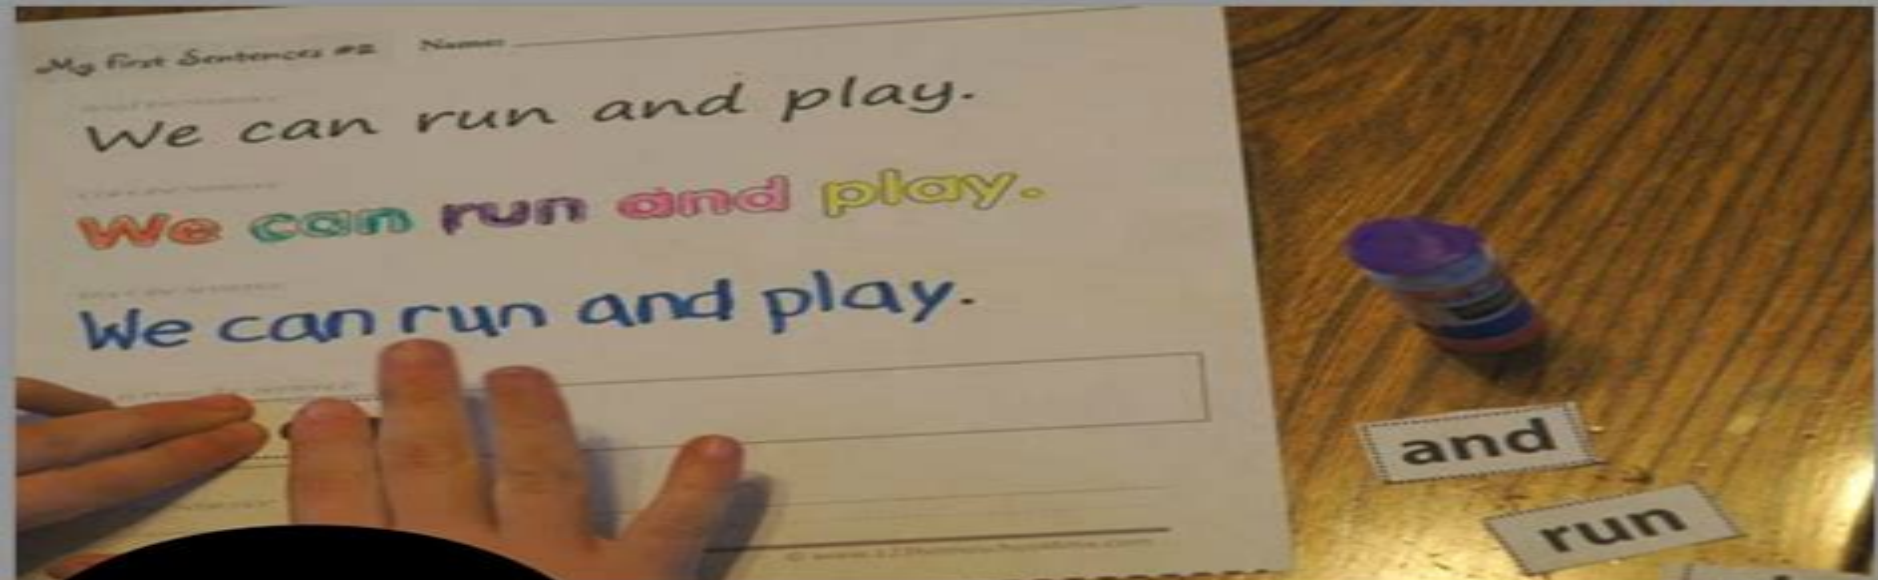 My First Sentences #2 Name:
We can run and play.
We can run and play.
We can run and play.
and
run